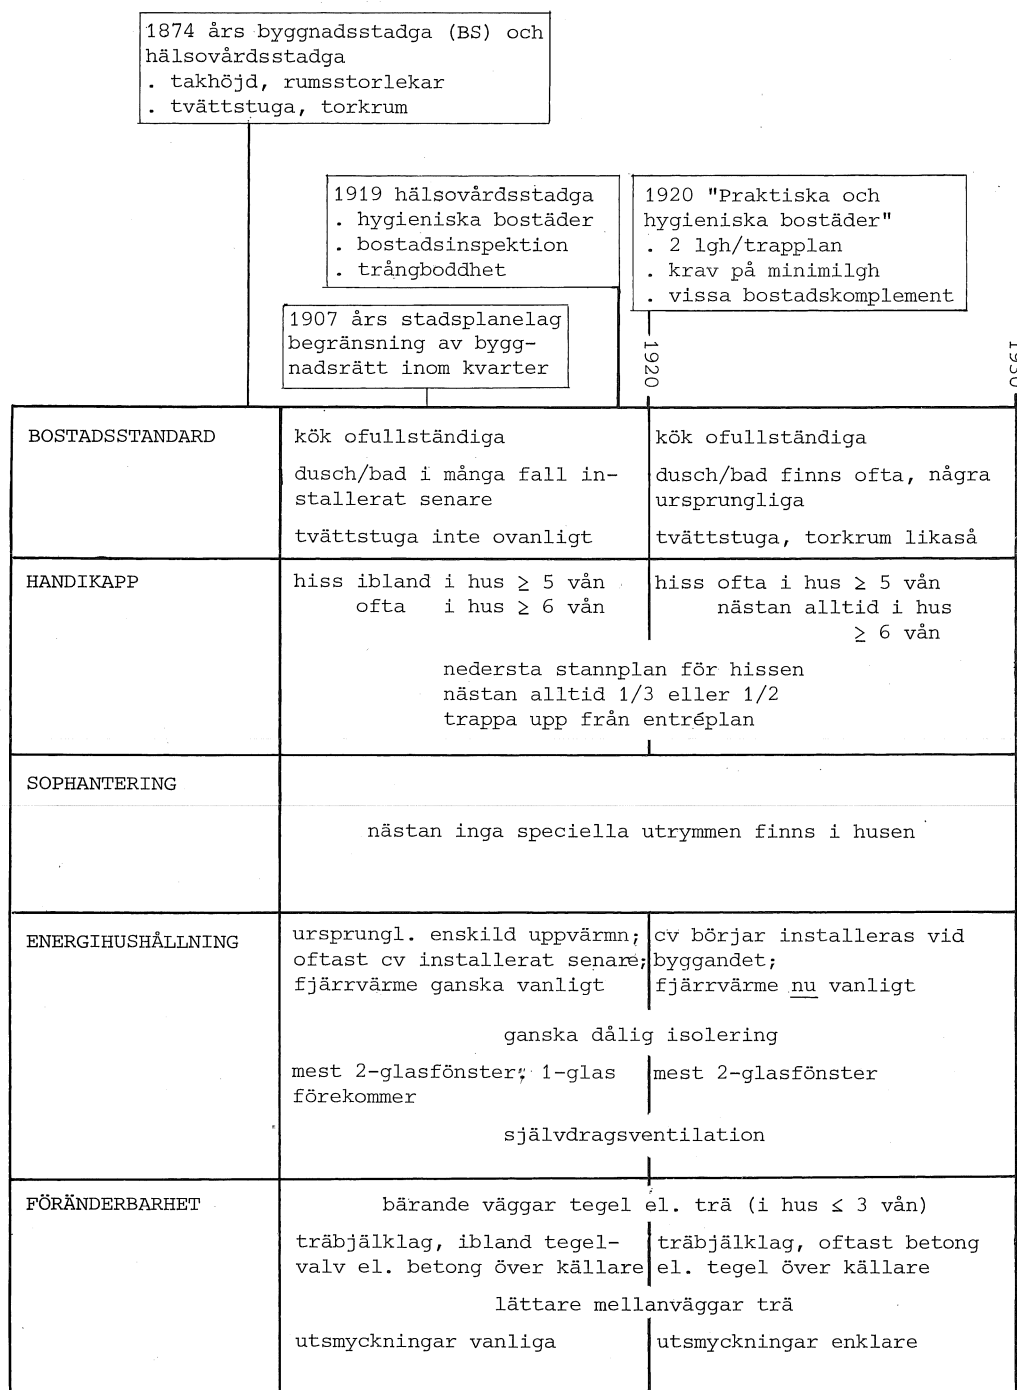 1874 års byggnadsstadga (BS) och
hälsovårdsstadga
. takhöjd, rumsstorlekar
. tvättstuga, torkrum
1919 hälsovårdsstadga
. hygieniska bostäder
. bostadsinspektion
. trångboddhet
1920 "Praktiska och
hygieniska bostäder"
. 2 lgh/trapplan
. krav på minimilgh
. vissa bostadskomplement
1907 års stadsplanelag
begränsning av bygg-
nadsrätt inom kvarter
1920
1930
BOSTADSSTANDARD
kök ofullständiga
dusch/bad i många fall in-
stallerat senare
tvättstuga inte ovanligt
kök ofullständiga
dusch/bad finns ofta, några
ursprungliga
tvättstuga, torkrum likaså
HANDIKAPP
hiss ibland i hus ≥ 5 vån
ofta i hus ≥ 6 vån
hiss ofta i hus ≥ 5 vån
nästan alltid i hus
≥ 6 vån
nedersta stannplan för hissen
nästan alltid 1/3 eller 1/2
trappa upp från entréplan
SOPHANTERING
nästan inga speciella utrymmen finns i husen
ENERGIHUSHÅLLNING
ursprungl. enskild uppvärmn;
oftast cv installerat senare;
fjärrvärme ganska vanligt
cv börjar installeras vid
byggandet;
fjärrvärme nu vanligt
ganska dålig isolering
mest 2-glasfönster; 1-glas
förekommer
mest 2-glasfönster
självdragsventilation
FÖRÄNDERBARHET
bärande väggar tegel el. trä (i hus ≤ 3 vån)
träbjälklag, ibland tegel-
valv el. betong över källare
träbjälklag, oftast betong
el. tegel över källare
lättare mellanväggar trä
utsmyckningar vanliga
utsmyckningar enklare